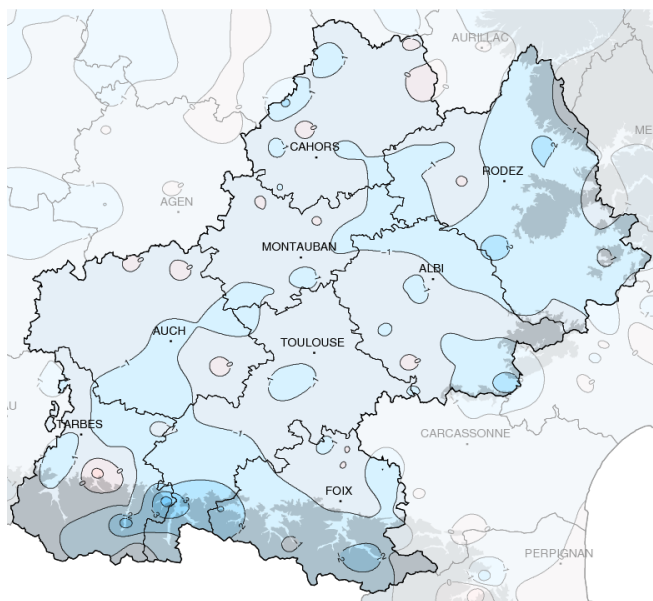 AURILLAC
CAHORS
RODEZ
AGEN
MONTAUBAN
ALBI
AUCH
TOULOUSE
TARBES
CARCASSONNE
FOIX
PERPIGNAN